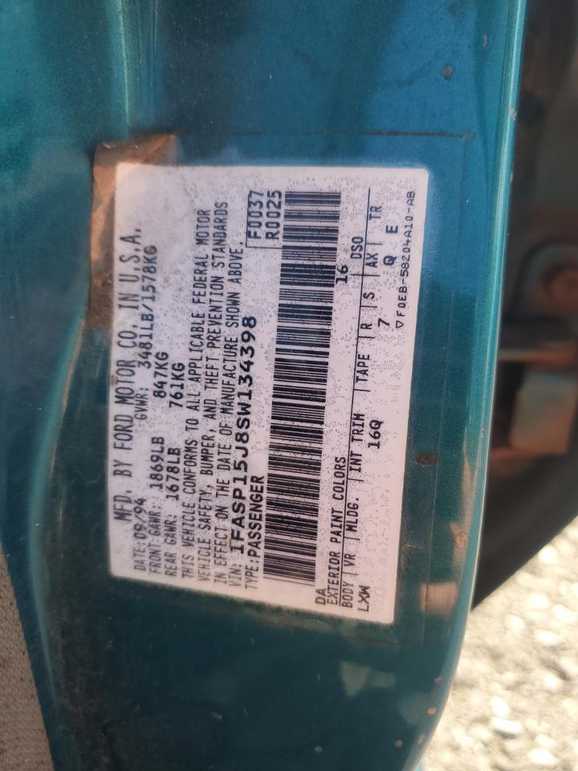 MFD. BY FORD MOTOR CO. IN U.S.A.
DATE: 09/94 GVWR: 3481LB/1578KG
FRONT GAWR: 1869LB 847KG
REAR GAWR: 1678LB 761KG
THIS VEHICLE CONFORMS TO ALL APPLICABLE FEDERAL MOTOR
VEHICLE SAFETY, BUMPER, AND THEFT PREVENTION STANDARDS
IN EFFECT ON THE DATE OF MANUFACTURE SHOWN ABOVE.
VIN: 1FASP15J8SW134398
TYPE: PASSENGER
F0037
R0025
DA
EXTERIOR PAINT COLORS 16 DSO
BODY VR MLDG. INT TRIM TAPE R S AX TR
LXW 16Q 7 Q E
F0EB-58204A10-AB